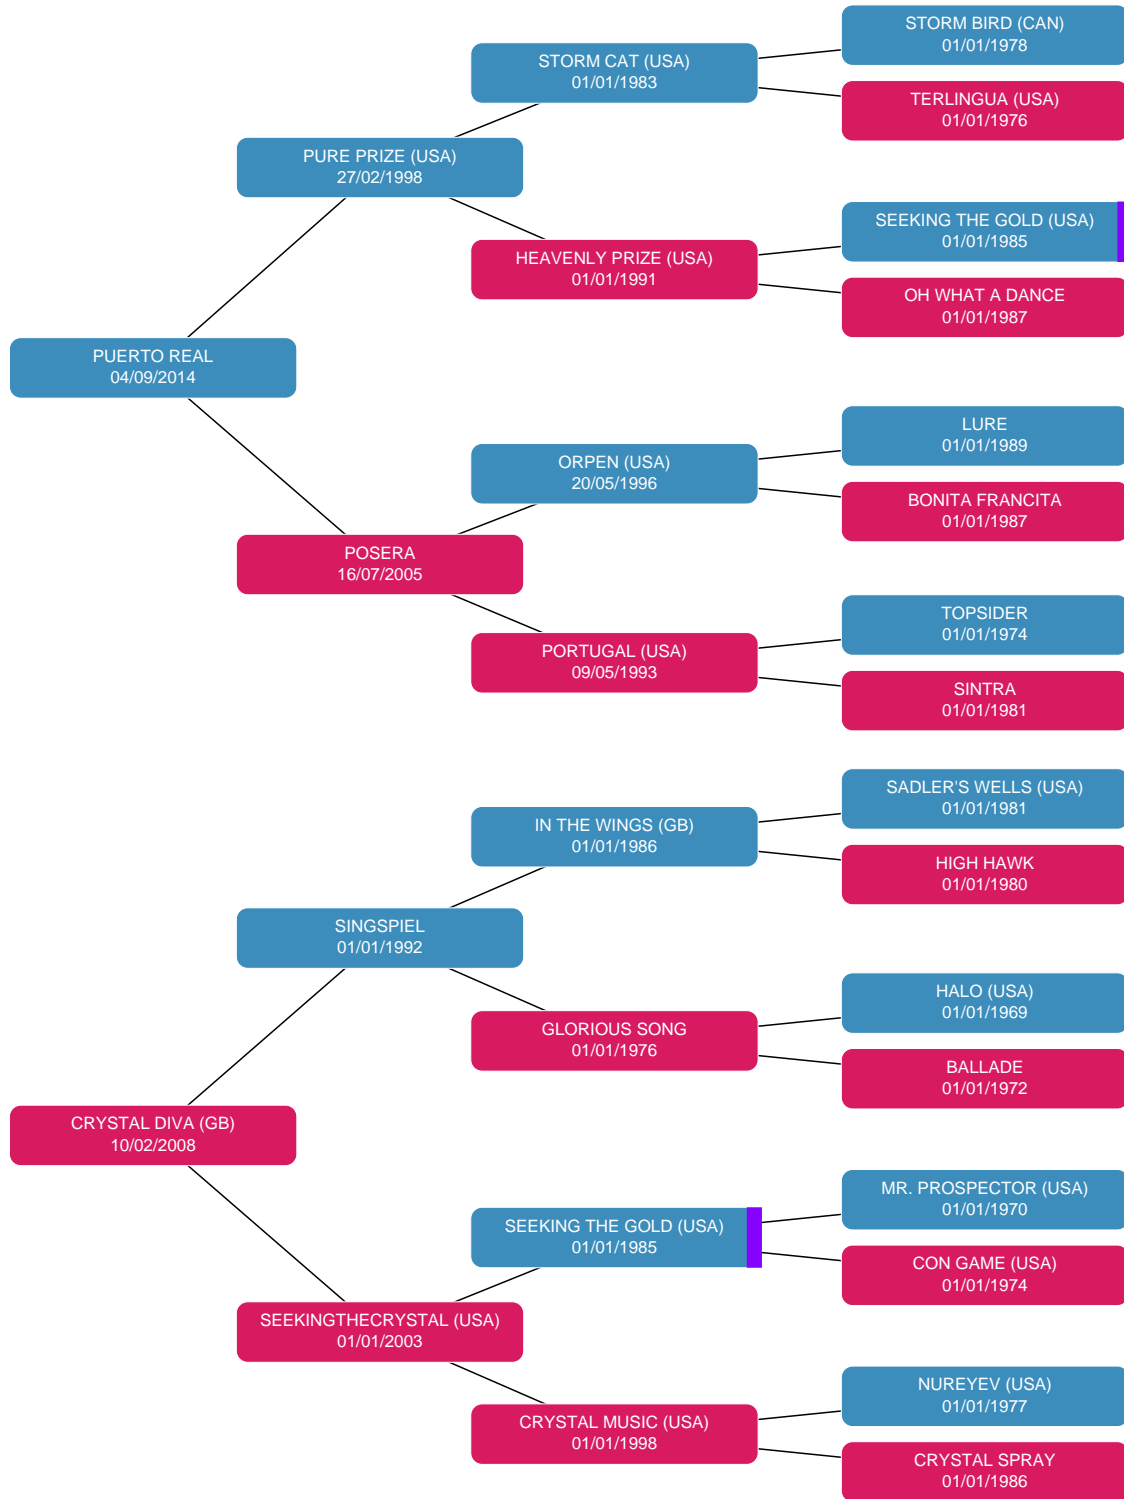 STORM BIRD (CAN)
01/01/1978
STORM CAT (USA)
01/01/1983
TERLINGUA (USA)
01/01/1976
PURE PRIZE (USA)
27/02/1998
SEEKING THE GOLD (USA)
01/01/1985
HEAVENLY PRIZE (USA)
01/01/1991
OH WHAT A DANCE
01/01/1987
PUERTO REAL
04/09/2014
LURE
01/01/1989
ORPEN (USA)
20/05/1996
BONITA FRANCITA
01/01/1987
POSERA
16/07/2005
TOPSIDER
01/01/1974
PORTUGAL (USA)
09/05/1993
SINTRA
01/01/1981
SADLER'S WELLS (USA)
01/01/1981
IN THE WINGS (GB)
01/01/1986
HIGH HAWK
01/01/1980
SINGSPIEL
01/01/1992
HALO (USA)
01/01/1969
GLORIOUS SONG
01/01/1976
BALLADE
01/01/1972
CRYSTAL DIVA (GB)
10/02/2008
MR. PROSPECTOR (USA)
01/01/1970
SEEKING THE GOLD (USA)
01/01/1985
CON GAME (USA)
01/01/1974
SEEKINGTHECRYSTAL (USA)
01/01/2003
NUREYEV (USA)
01/01/1977
CRYSTAL MUSIC (USA)
01/01/1998
CRYSTAL SPRAY
01/01/1986